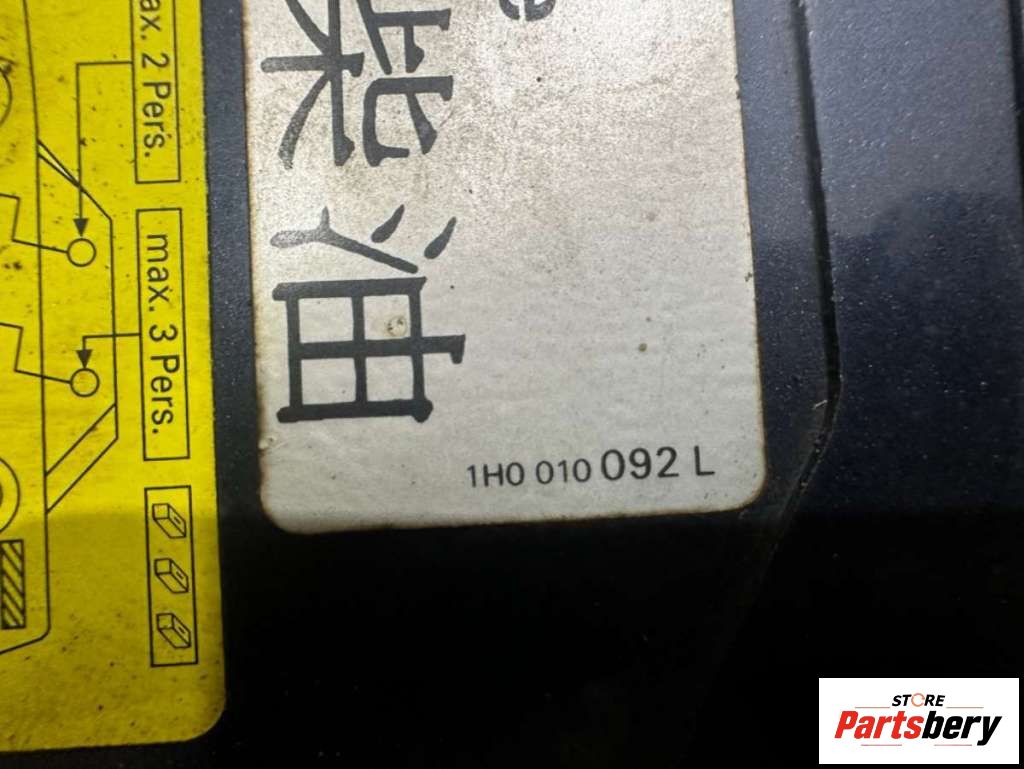 max. 2 Pers.
max. 3 Pers.
e
柴油
1H0 010 092 L
STORE
Partsbery